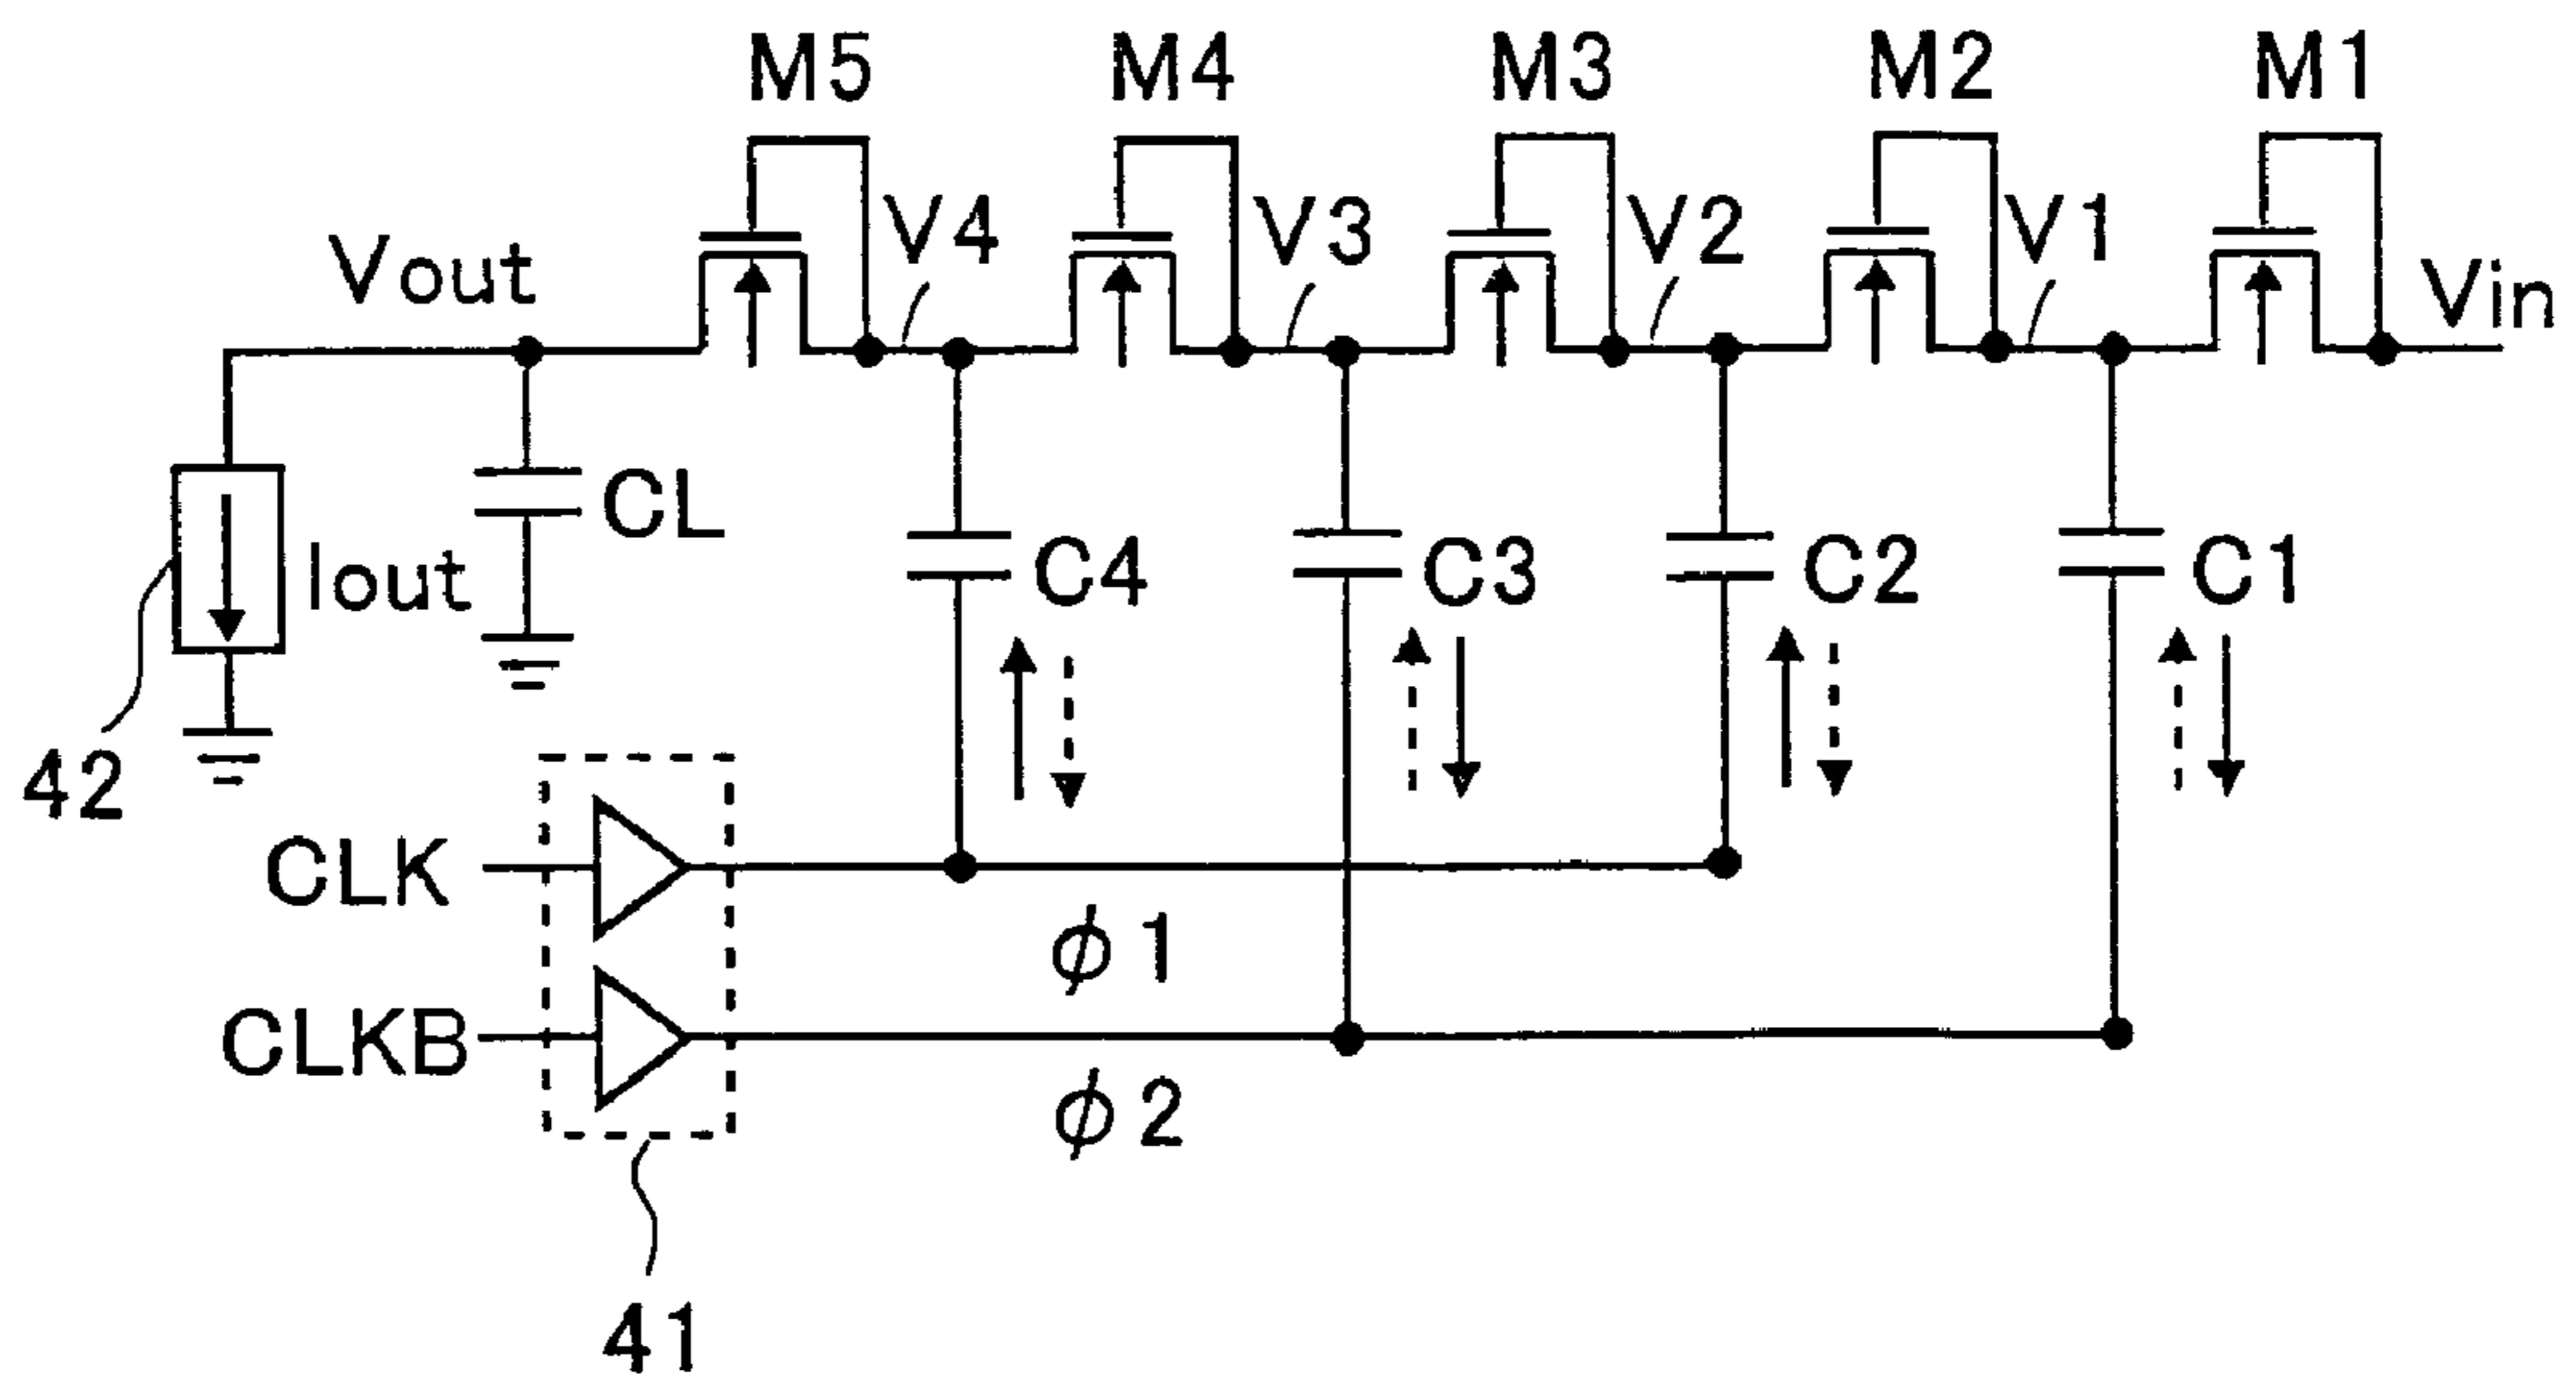 M5 M4 M3 M2 M1
Vout V4 V3 V2 V1 Vin
CL C4 C3 C2 C1
Iout
42
CLK
ϕ1
CLKB
ϕ2
41